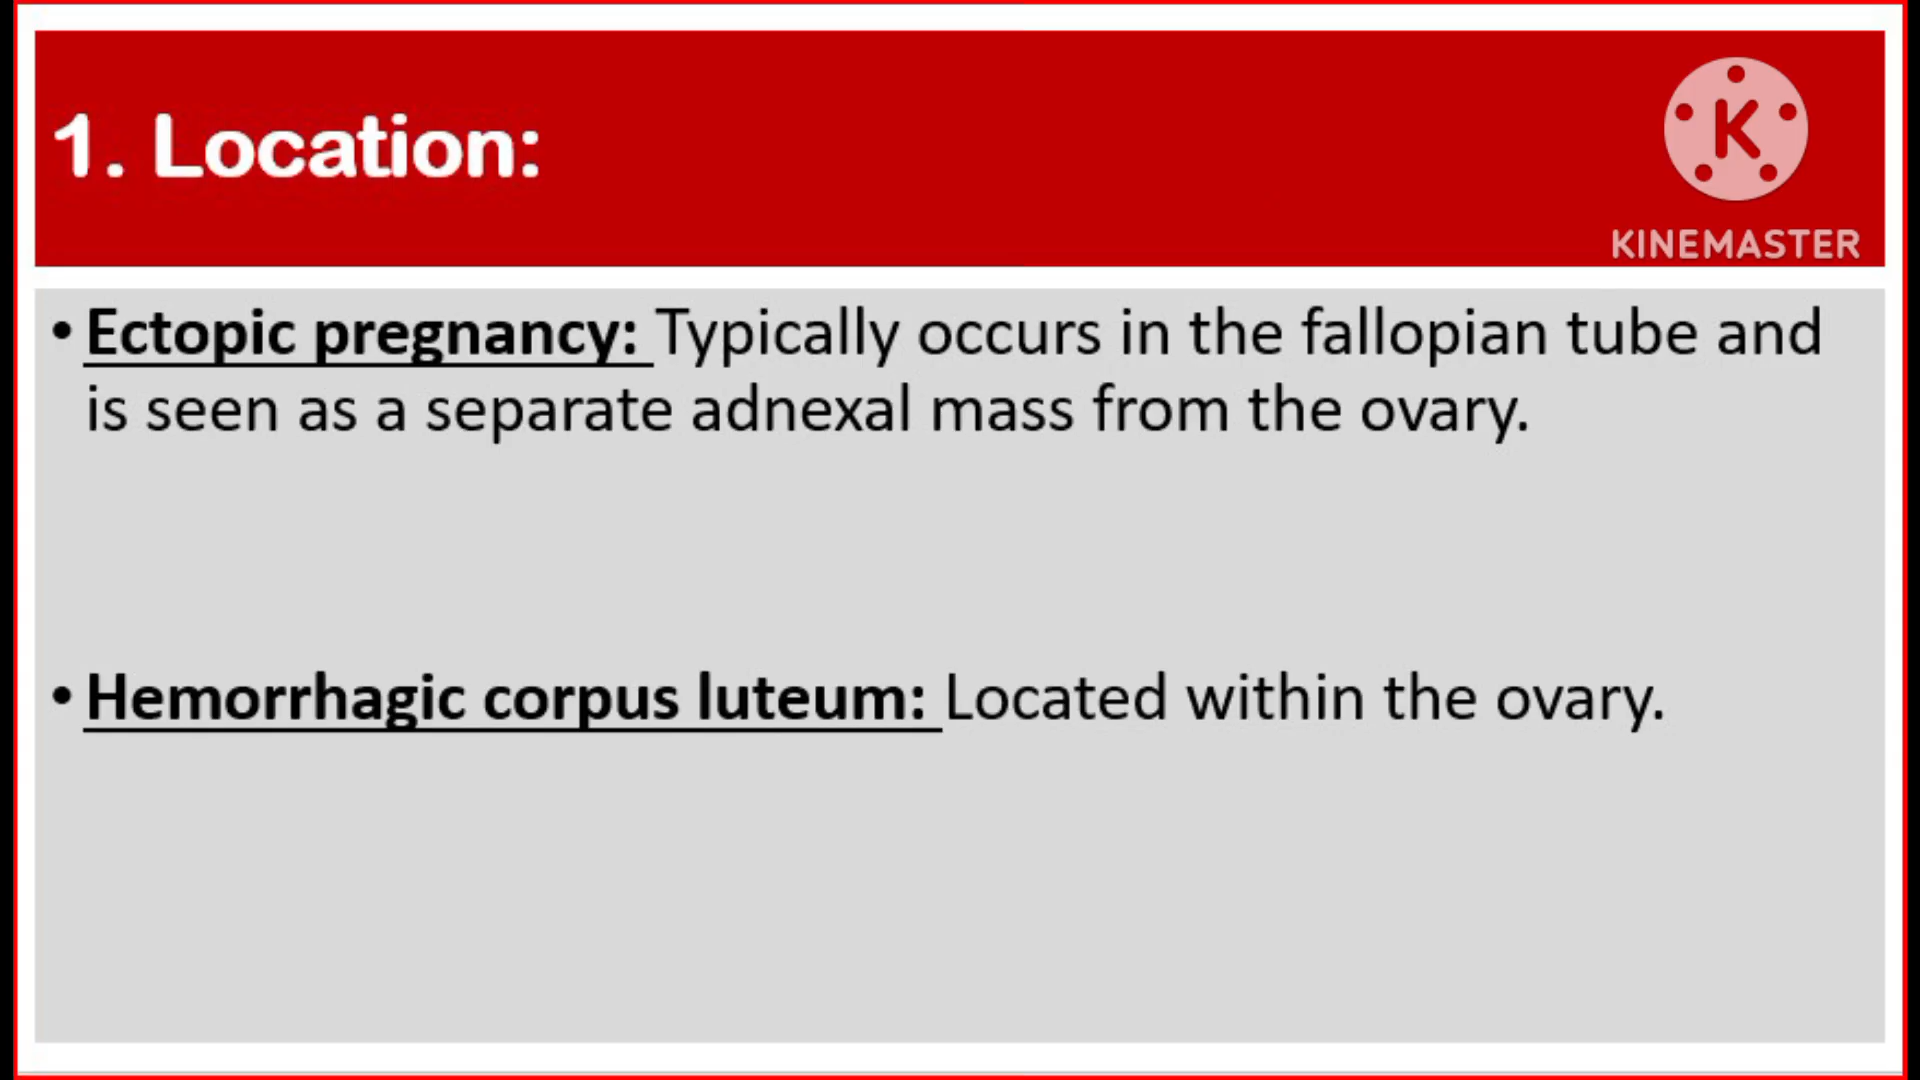 1. Location:
K
KINEMASTER
• Ectopic pregnancy: Typically occurs in the fallopian tube and
is seen as a separate adnexal mass from the ovary.
• Hemorrhagic corpus luteum: Located within the ovary.